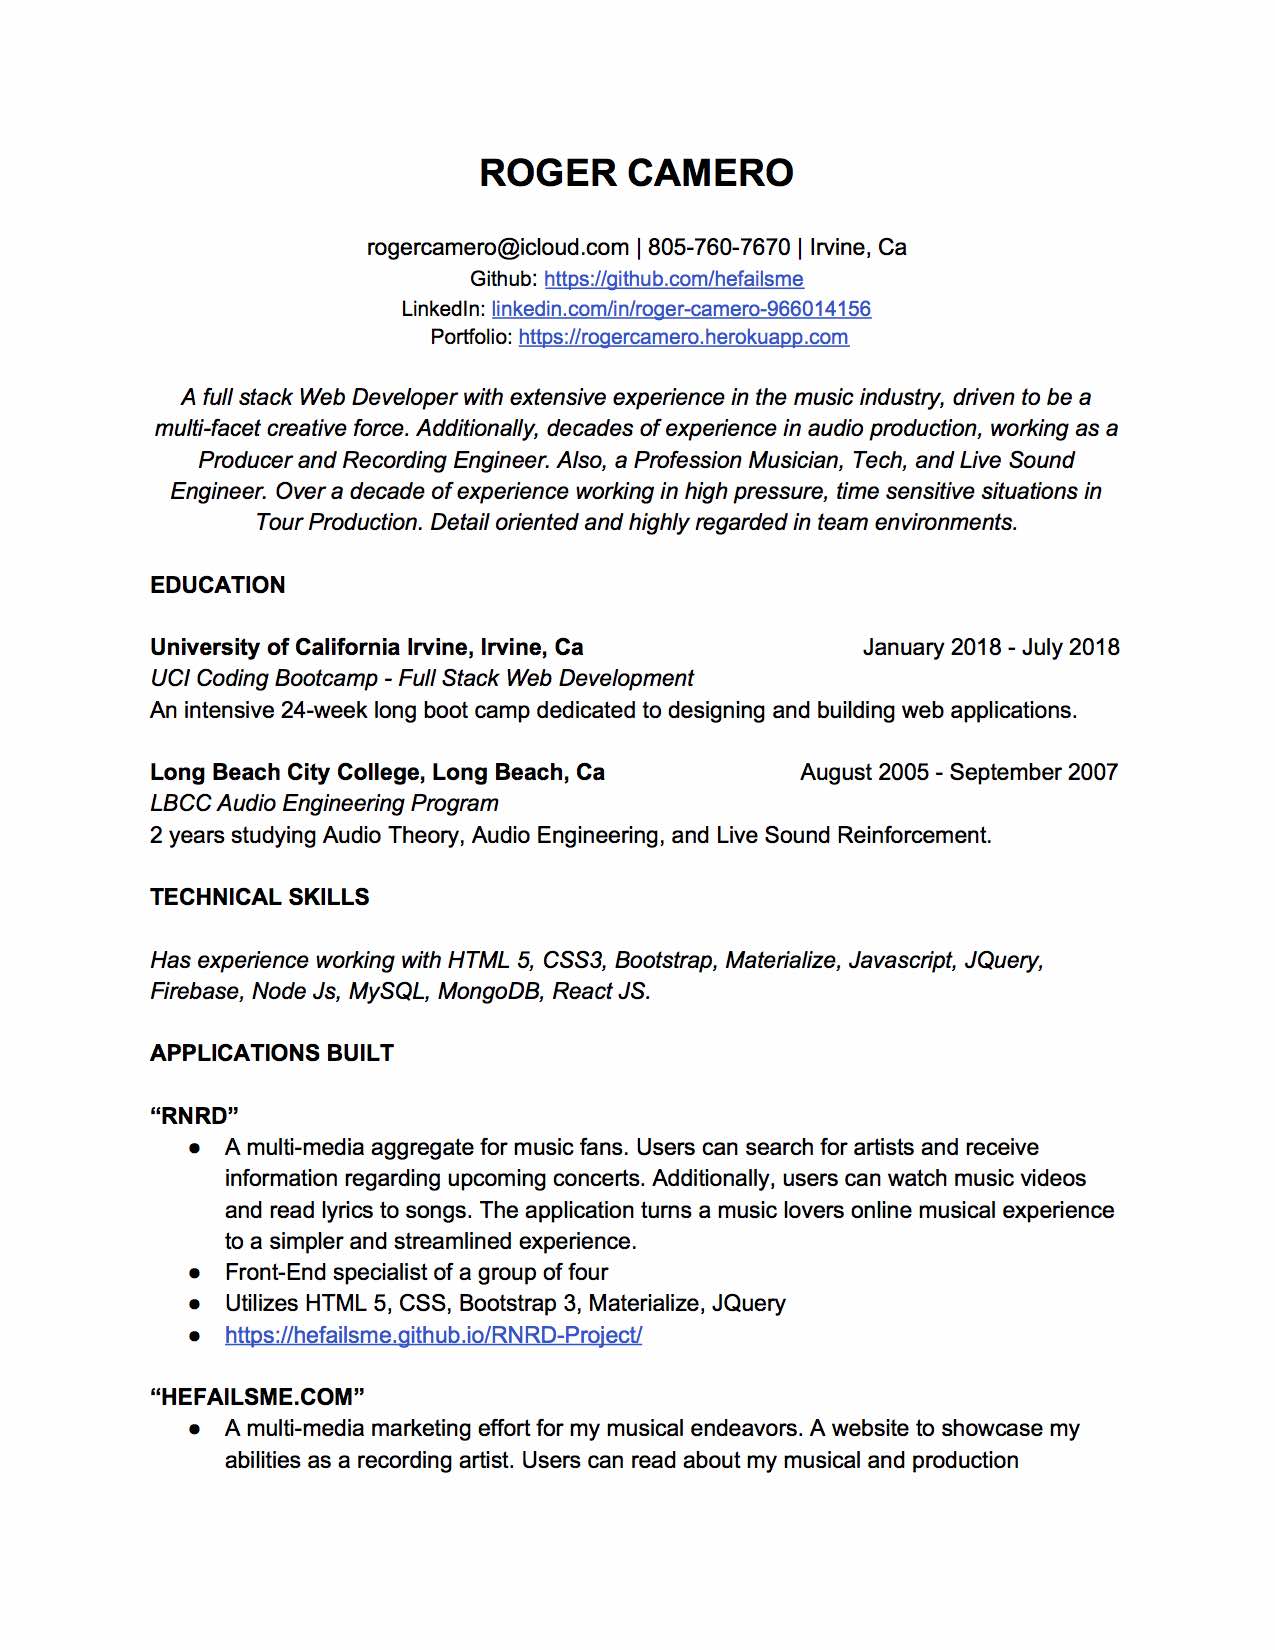 ROGER CAMERO
rogercamero@icloud.com | 805-760-7670 | Irvine, Ca
Github: https://github.com/hefailsme
LinkedIn: linkedin.com/in/roger-camero-966014156
Portfolio: https://rogercamero.herokuapp.com
A full stack Web Developer with extensive experience in the music industry, driven to be a
multi-facet creative force. Additionally, decades of experience in audio production, working as a
Producer and Recording Engineer. Also, a Profession Musician, Tech, and Live Sound
Engineer. Over a decade of experience working in high pressure, time sensitive situations in
Tour Production. Detail oriented and highly regarded in team environments.
EDUCATION
University of California Irvine, Irvine, Ca January 2018 - July 2018
UCI Coding Bootcamp - Full Stack Web Development
An intensive 24-week long boot camp dedicated to designing and building web applications.
Long Beach City College, Long Beach, Ca August 2005 - September 2007
LBCC Audio Engineering Program
2 years studying Audio Theory, Audio Engineering, and Live Sound Reinforcement.
TECHNICAL SKILLS
Has experience working with HTML 5, CSS3, Bootstrap, Materialize, Javascript, JQuery,
Firebase, Node Js, MySQL, MongoDB, React JS.
APPLICATIONS BUILT
“RNRD”
● A multi-media aggregate for music fans. Users can search for artists and receive
information regarding upcoming concerts. Additionally, users can watch music videos
and read lyrics to songs. The application turns a music lovers online musical experience
to a simpler and streamlined experience.
● Front-End specialist of a group of four
● Utilizes HTML 5, CSS, Bootstrap 3, Materialize, JQuery
● https://hefailsme.github.io/RNRD-Project/
“HEFAILSME.COM”
● A multi-media marketing effort for my musical endeavors. A website to showcase my
abilities as a recording artist. Users can read about my musical and production